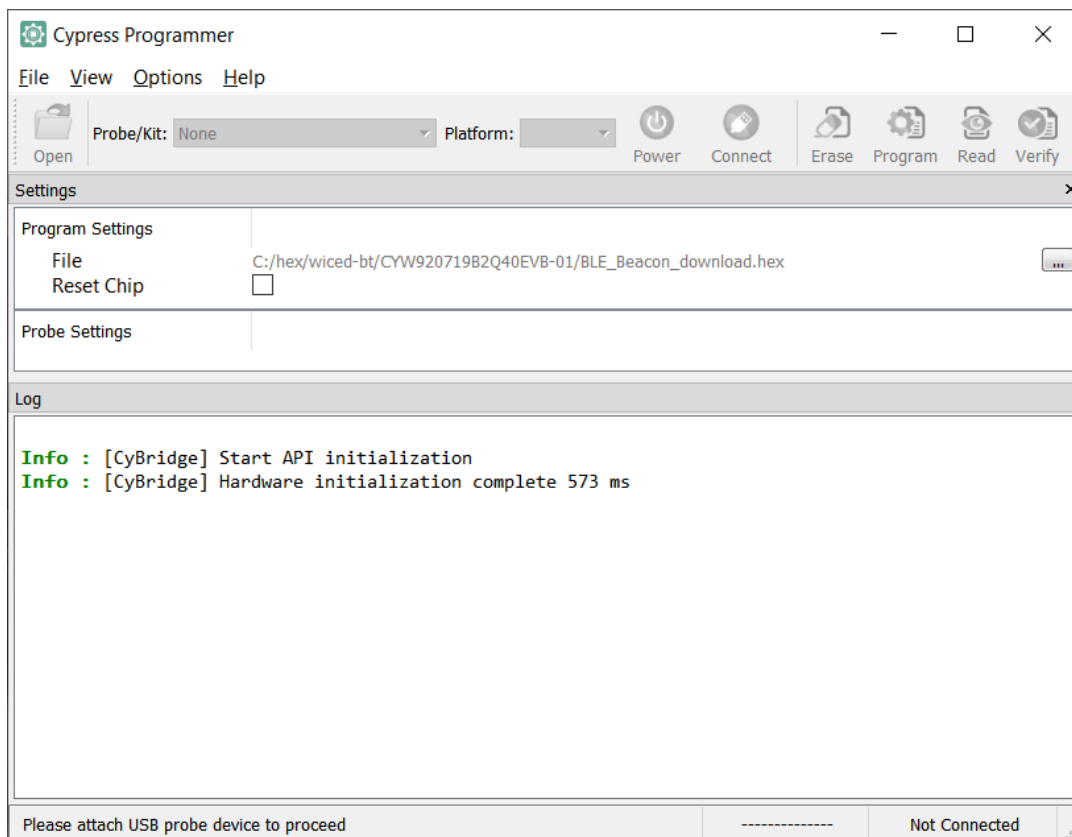 Cypress Programmer
File View Options Help
Open Probe/Kit: None Platform: Power Connect Erase Program Read Verify
Settings
Program Settings
File C:/hex/wiced-bt/CYW920719B2Q40EVB-01/BLE_Beacon_download.hex ...
Reset Chip
Probe Settings
Log
Info : [CyBridge] Start API initialization
Info : [CyBridge] Hardware initialization complete 573 ms
Please attach USB probe device to proceed -------------- Not Connected